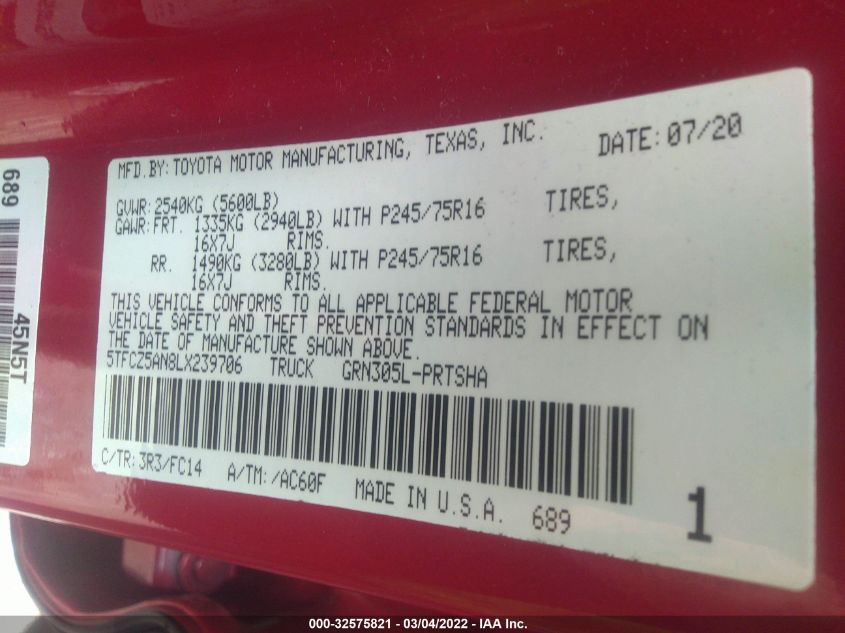 MFD.BY: TOYOTA MOTOR MANUFACTURING, TEXAS, INC. DATE: 07/20
GVWR: 2540KG (5600LB)
GAWR: FRT. 1335KG (2940LB) WITH P245/75R16 TIRES,
16X7J RIMS.
RR. 1490KG (3280LB) WITH P245/75R16 TIRES,
16X7J RIMS.
THIS VEHICLE CONFORMS TO ALL APPLICABLE FEDERAL MOTOR
VEHICLE SAFETY AND THEFT PREVENTION STANDARDS IN EFFECT ON
THE DATE OF MANUFACTURE SHOWN ABOVE.
5TFCZ5AN8LX239706 TRUCK GRN305L-PRTSHA
C/TR: 3R3/FC14 A/TM: /AC60F MADE IN U.S.A. 689 1
689
45N5T
000-32575821 - 03/04/2022 - IAA Inc.